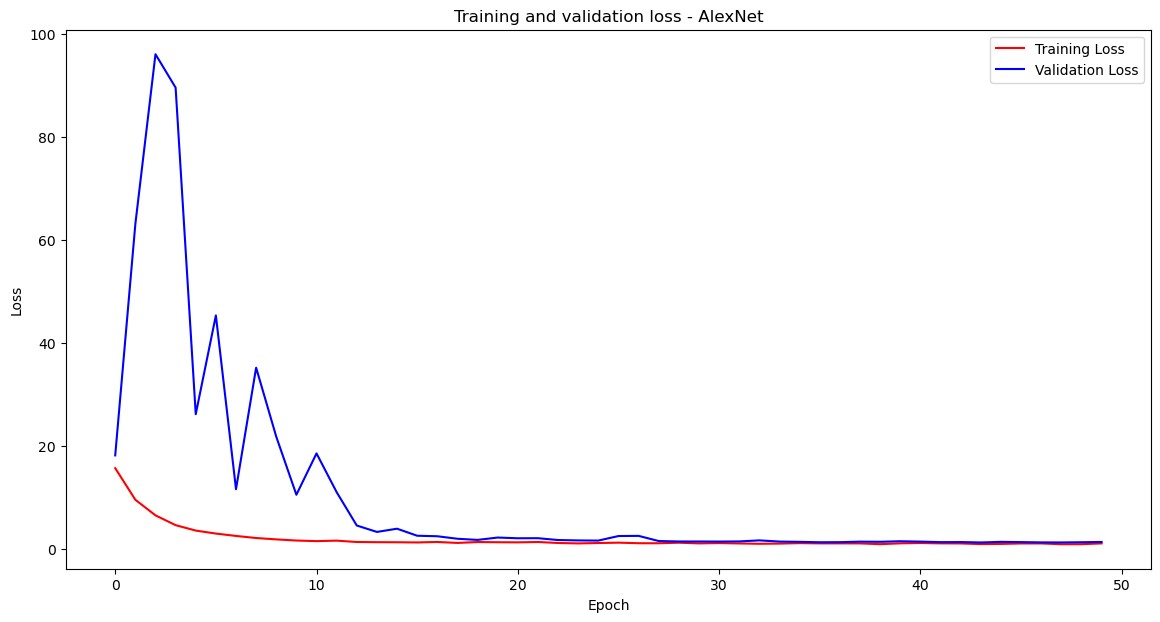 Training and validation loss - AlexNet
Training Loss
Validation Loss
100
80
60
40
20
0
Loss
0 10 20 30 40 50
Epoch